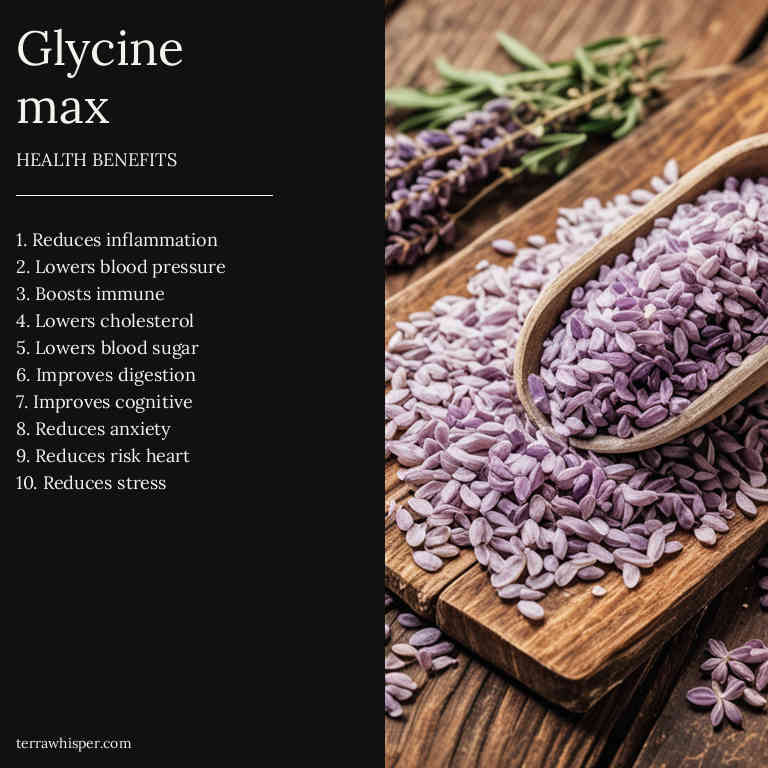 Glycine
max
HEALTH BENEFITS
1. Reduces inflammation
2. Lowers blood pressure
3. Boosts immune
4. Lowers cholesterol
5. Lowers blood sugar
6. Improves digestion
7. Improves cognitive
8. Reduces anxiety
9. Reduces risk heart
10. Reduces stress
terrawhisper.com